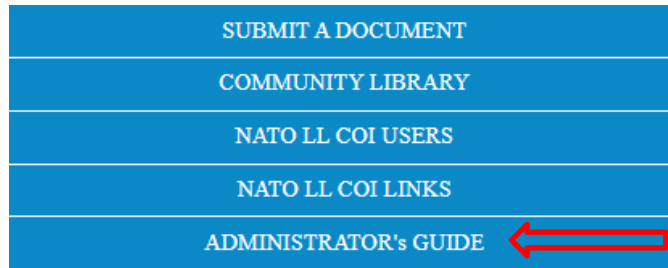 SUBMIT A DOCUMENT
COMMUNITY LIBRARY
NATO LL COI USERS
NATO LL COI LINKS
ADMINISTRATOR's GUIDE